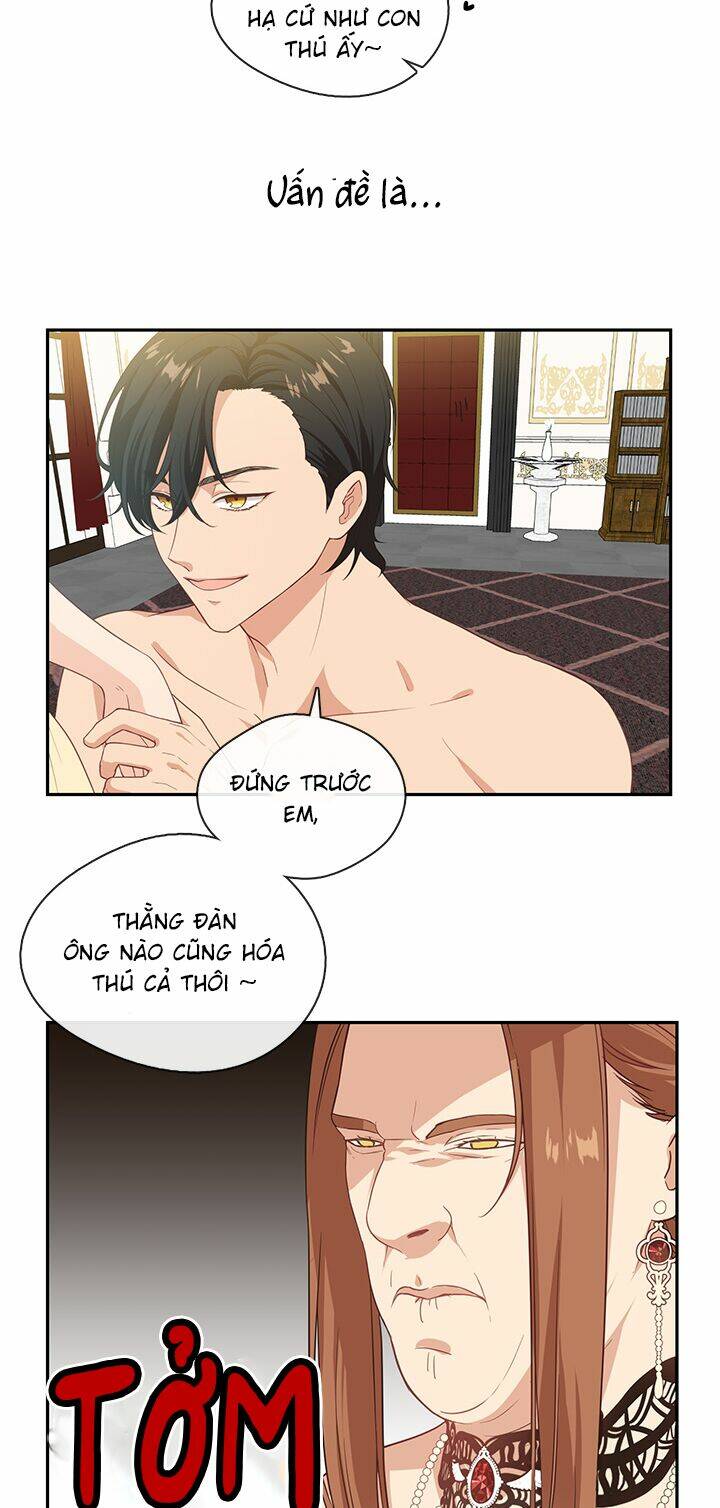 HẠ CỨ NHƯ CON
THÚ ẤY~
Vấn đề là...
ĐỨNG TRƯỚC
EM,
THẰNG ĐÀN
ÔNG NÀO CŨNG HÓA
THÚ CẢ THÔI ~
TỞM